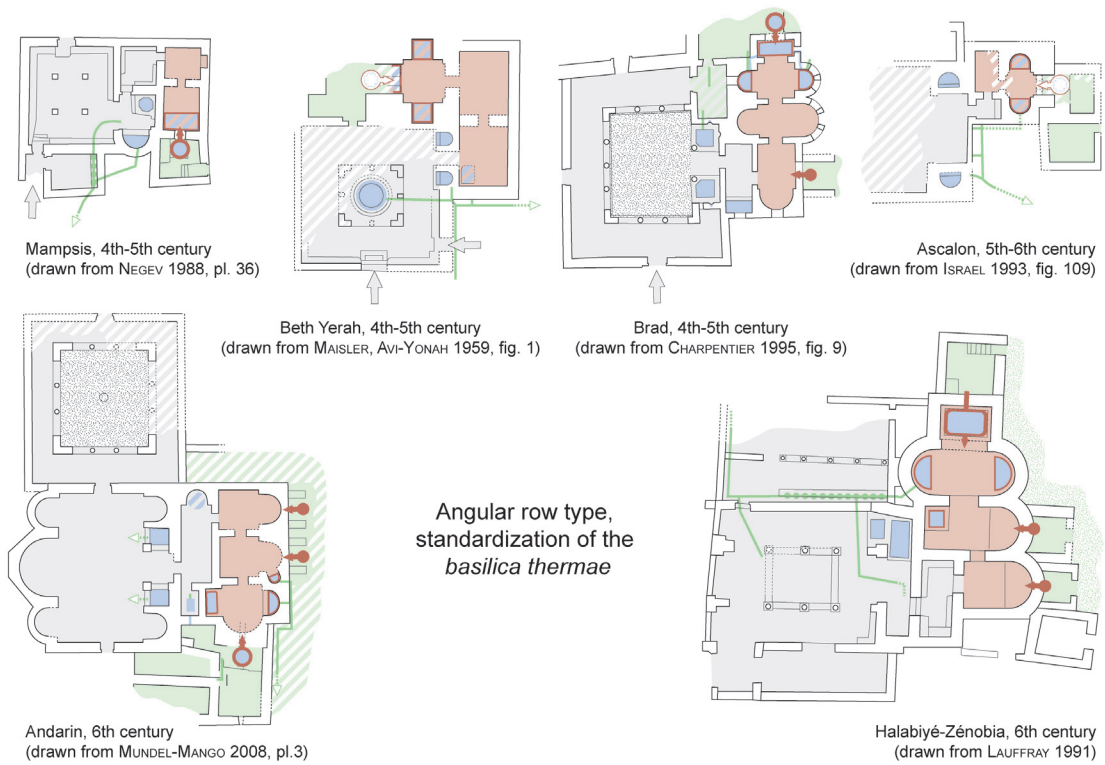 Mampsis, 4th-5th century
(drawn from NEGEV 1988, pl. 36)
Beth Yerah, 4th-5th century
(drawn from MAISLER, AVI-YONAH 1959, fig. 1)
Brad, 4th-5th century
(drawn from CHARPENTIER 1995, fig. 9)
Ascalon, 5th-6th century
(drawn from ISRAEL 1993, fig. 109)
Angular row type,
standardization of the
basilica thermae
Andarin, 6th century
(drawn from MUNDEL-MANGO 2008, pl.3)
Halabiyé-Zénobia, 6th century
(drawn from LAUFFRAY 1991)